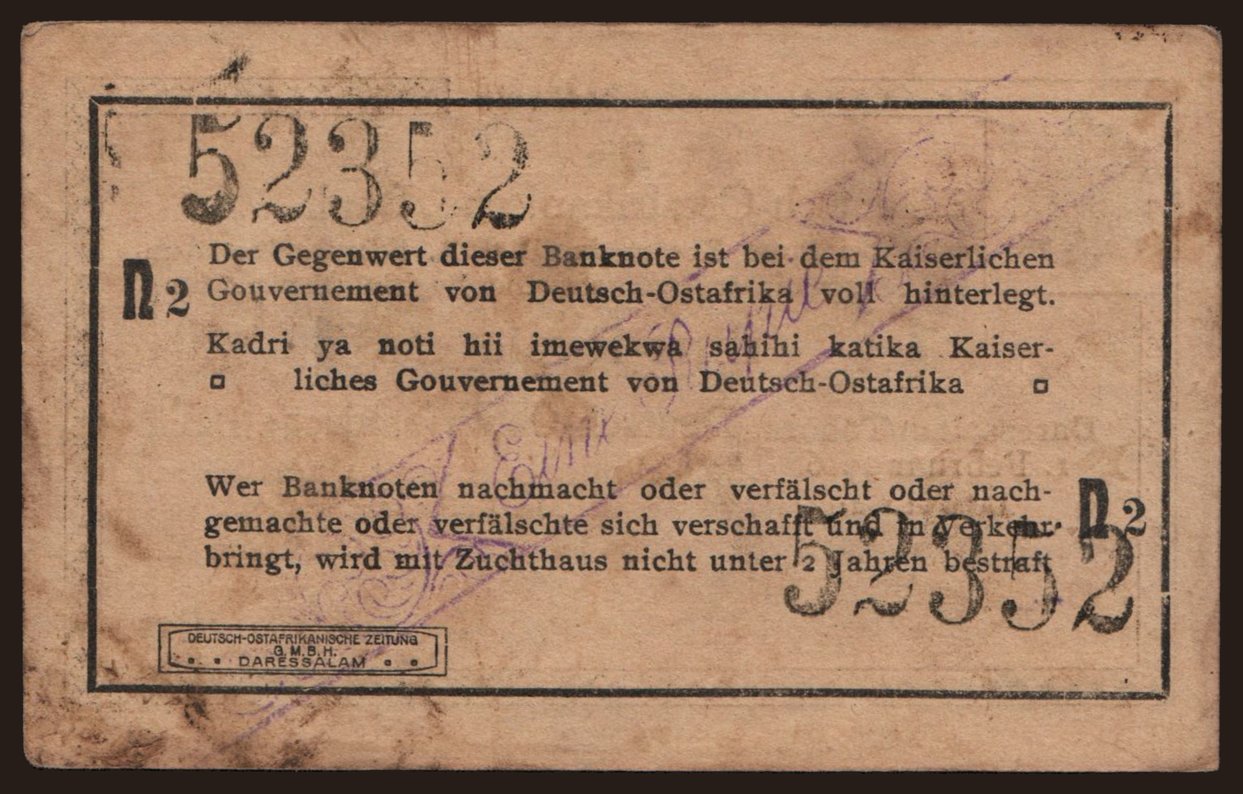 52352
Der Gegenwert dieser Banknote ist bei dem Kaiserlichen
n2 Gouvernement von Deutsch-Ostafrika voll hinterlegt.
Kadri ya noti hii imewekwa sahihi katika Kaiser-
liches Gouvernement von Deutsch-Ostafrika
Eine Rupie
Wer Banknoten nachmacht oder verfälscht oder nach-
gemachte oder verfälschte sich verschafft und in Verkehr n2
bringt, wird mit Zuchthaus nicht unter 2 Jahren bestraft
52352
DEUTSCH-OSTAFRIKANISCHE ZEITUNG
G.M.B.H.
DARESSALAM